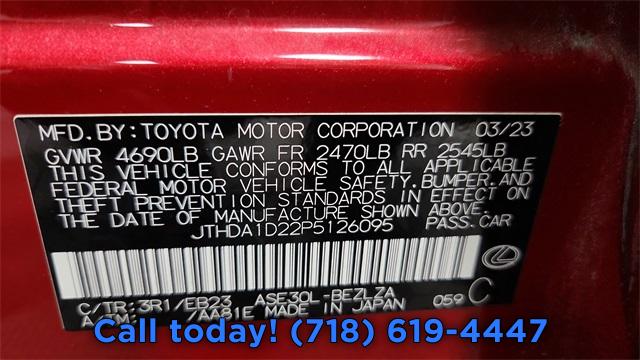 MFD.BY:TOYOTA MOTOR CORPORATION 03/23
GVWR 4690LB GAWR FR 2470LB RR 2545LB
THIS VEHICLE CONFORMS TO ALL APPLICABLE
FEDERAL MOTOR VEHICLE SAFETY,BUMPER,AND
THEFT PREVENTION STANDARDS IN EFFECT ON
THE DATE OF MANUFACTURE SHOWN ABOVE.
JTHDA1D22P5126095 PASS.CAR
C/TR:3R1/EB23 ASE30L-BEZLZA 059 C
/AA81E MADE IN JAPAN
Call today! (718) 619-4447